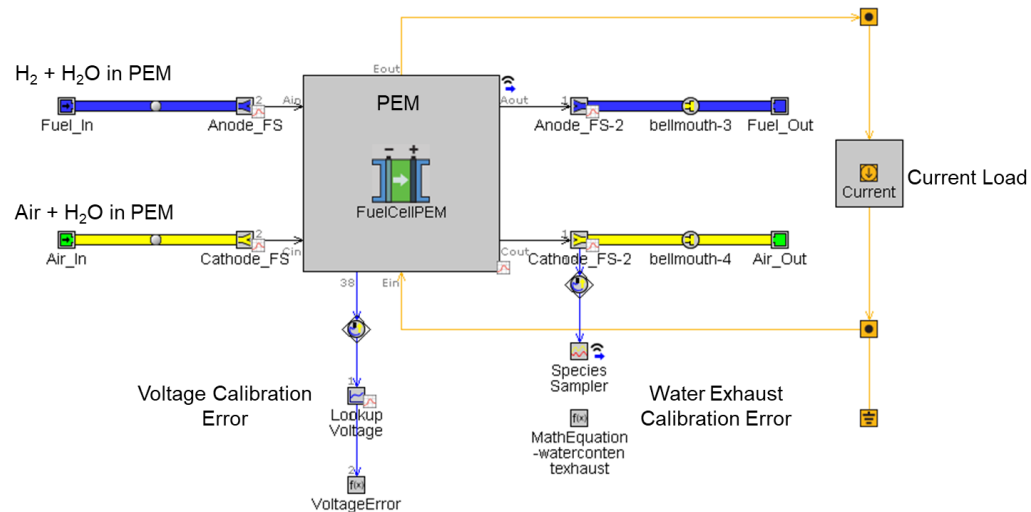 Eout
H₂ + H₂O in PEM
PEM
2 Ain
Aout 1
Fuel_In
Anode_FS
Anode_FS-2
bellmouth-3
Fuel_Out
- +
Current
Current Load
FuelCellPEM
Air + H₂O in PEM
2
Cin
Cout
1
Air_In
Cathode_FS
Cathode_FS-2
bellmouth-4
Air_Out
38
Ein
Voltage Calibration
Error
1
Lookup
Voltage
Species
Sampler
Water Exhaust
Calibration Error
f(x)
MathEquation
-waterconten
texhaust
2
f(x)
VoltageError